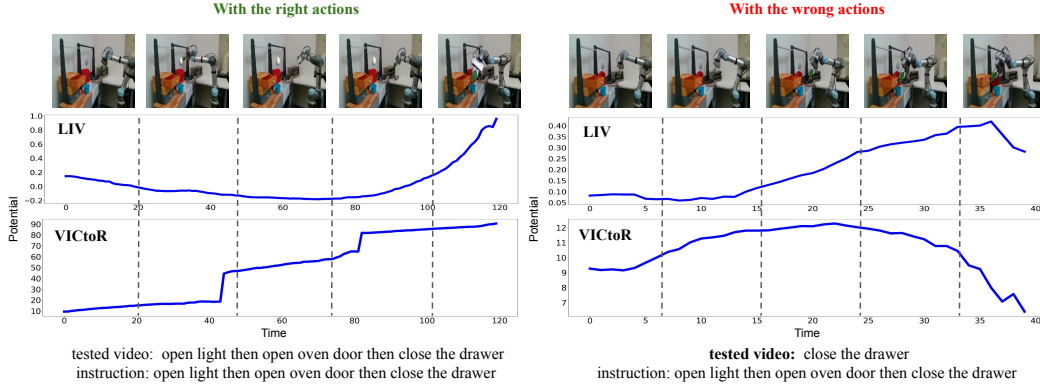 With the right actions
With the wrong actions
LIV
1.0
0.8
0.6
0.4
0.2
0.0
−0.2
0 20 40 60 80 100 120
VICtoR
90
80
70
60
50
40
30
20
10
0 20 40 60 80 100 120
Potential
Time
tested video: open light then open oven door then close the drawer
instruction: open light then open oven door then close the drawer
LIV
0.40
0.35
0.30
0.25
0.20
0.15
0.10
0.05
0 5 10 15 20 25 30 35 40
VICtoR
12
11
10
9
8
7
0 5 10 15 20 25 30 35 40
Potential
Time
tested video: close the drawer
instruction: open light then open oven door then close the drawer